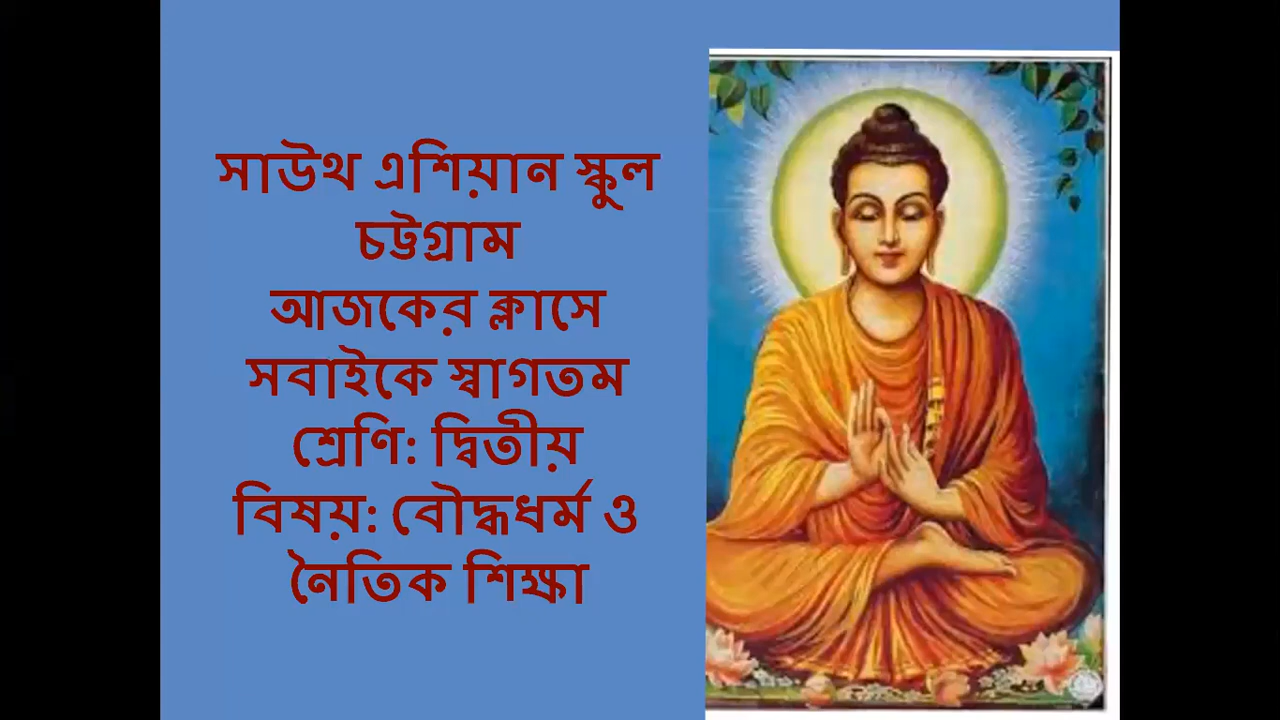 সাউথ এশিয়ান স্কুল
চট্টগ্রাম
আজকের ক্লাসে
সবাইকে স্বাগতম
শ্রেণি: দ্বিতীয়
বিষয়: বৌদ্ধধর্ম ও
নৈতিক শিক্ষা